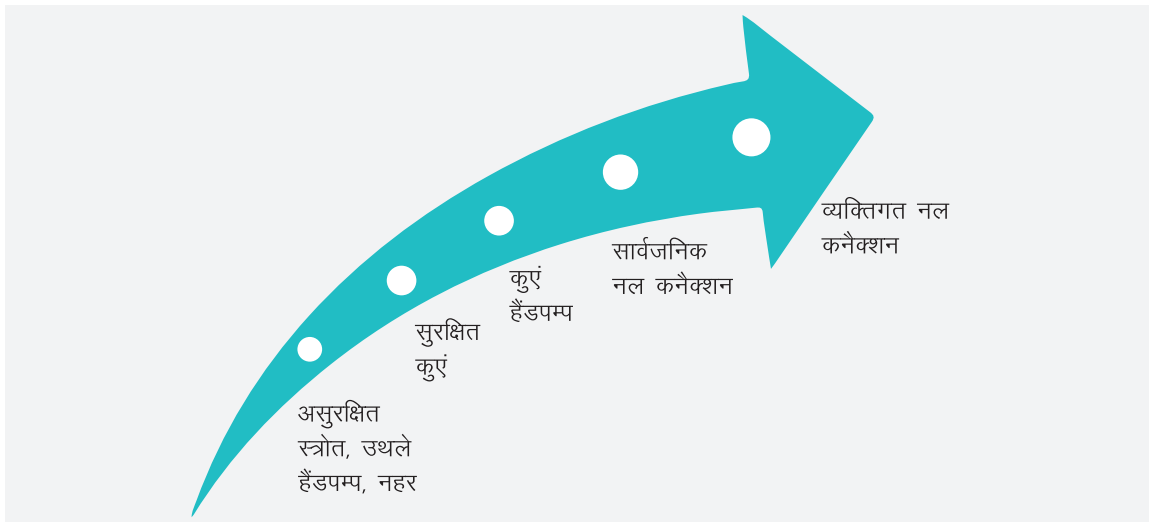 असुरक्षित
स्त्रोत, उथले
हैंडपम्प, नहर
सुरक्षित
कुएं
कुएं
हैंडपम्प
सार्वजनिक
नल कनैक्शन
व्यक्तिगत नल
कनैक्शन